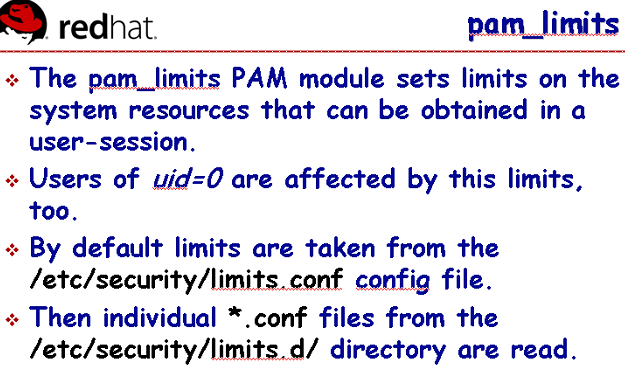 redhat.
pam_limits
The pam_limits PAM module sets limits on the
system resources that can be obtained in a
user-session.
Users of uid=0 are affected by this limits,
too.
By default limits are taken from the
/etc/security/limits.conf config file.
Then individual *.conf files from the
/etc/security/limits.d/ directory are read.